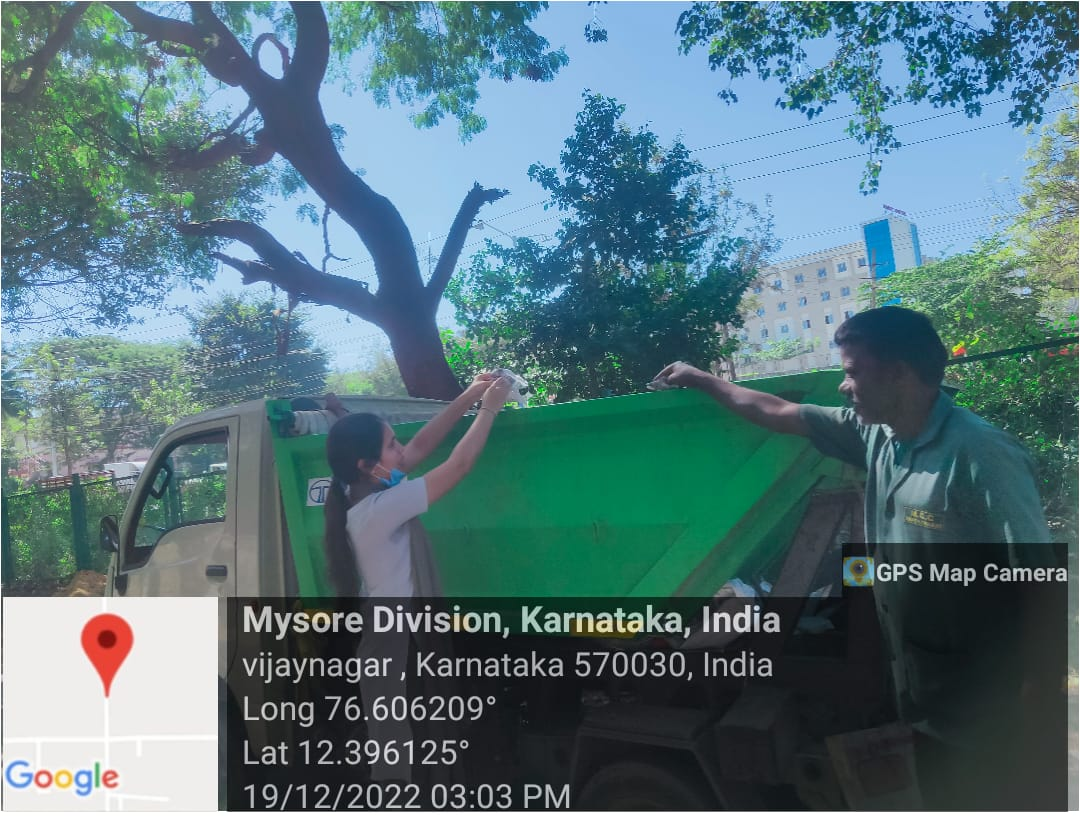 GPS Map Camera
Mysore Division, Karnataka, India
vijaynagar , Karnataka 570030, India
Long 76.606209°
Lat 12.396125°
19/12/2022 03:03 PM
Google